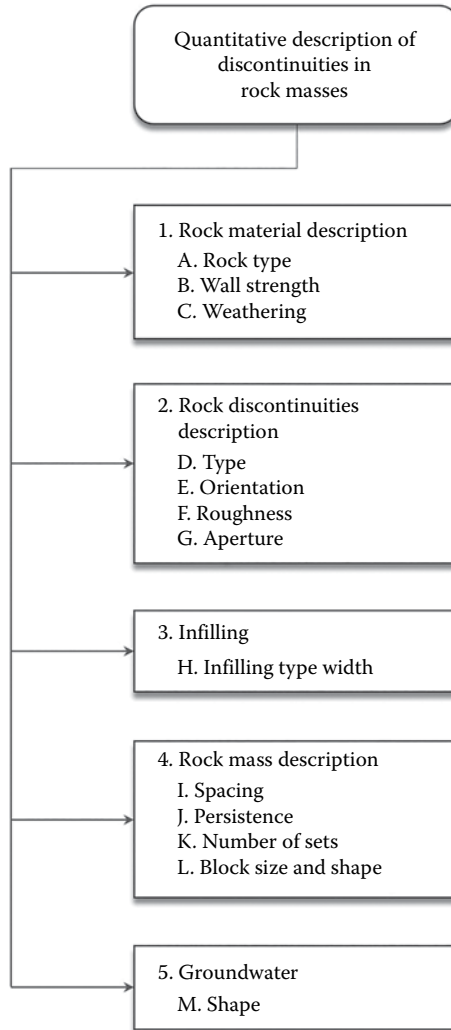 Quantitative description of
discontinuities in
rock masses
1. Rock material description
A. Rock type
B. Wall strength
C. Weathering
2. Rock discontinuities
description
D. Type
E. Orientation
F. Roughness
G. Aperture
3. Infilling
H. Infilling type width
4. Rock mass description
I. Spacing
J. Persistence
K. Number of sets
L. Block size and shape
5. Groundwater
M. Shape